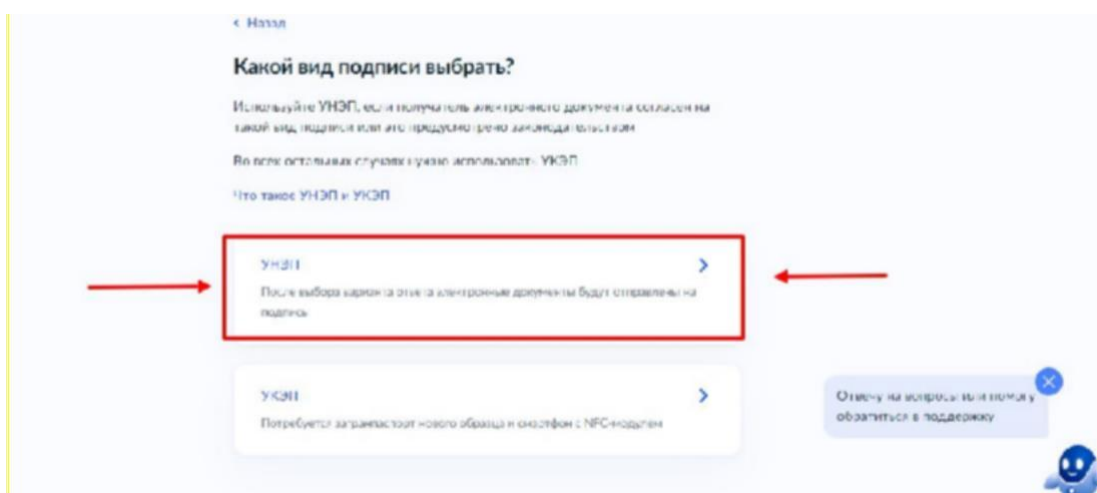 Назад
Какой вид подписи выбрать?
Используйте УНЭП, если получатель электронного документа согласен на
такой вид подписи или это предусмотрено законодательством
Во всех остальных случаях нужно использовать УКЭП
Что такое УНЭП и УКЭП
УНЭП
После выбора варианта ответа электронные документы будут отправлены на
подпись
УКЭП
Потребуется загранпаспорт нового образца и смартфон с NFC-модулем
Отвечу на вопросы или помогу
обратиться в поддержку